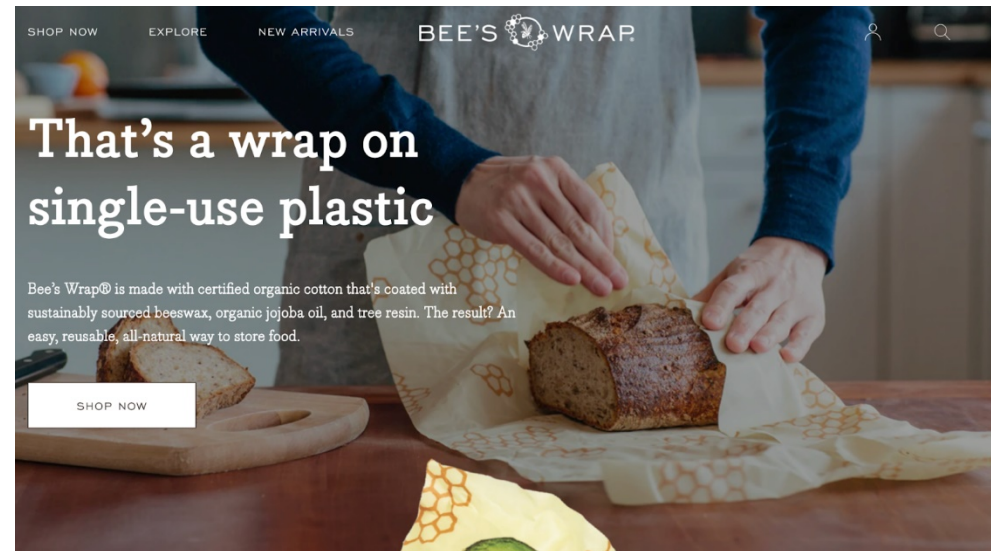 SHOP NOW EXPLORE NEW ARRIVALS BEE'S WRAP®
That's a wrap on
single-use plastic
Bee's Wrap® is made with certified organic cotton that's coated with
sustainably sourced beeswax, organic jojoba oil, and tree resin. The result? An
easy, reusable, all-natural way to store food.
SHOP NOW